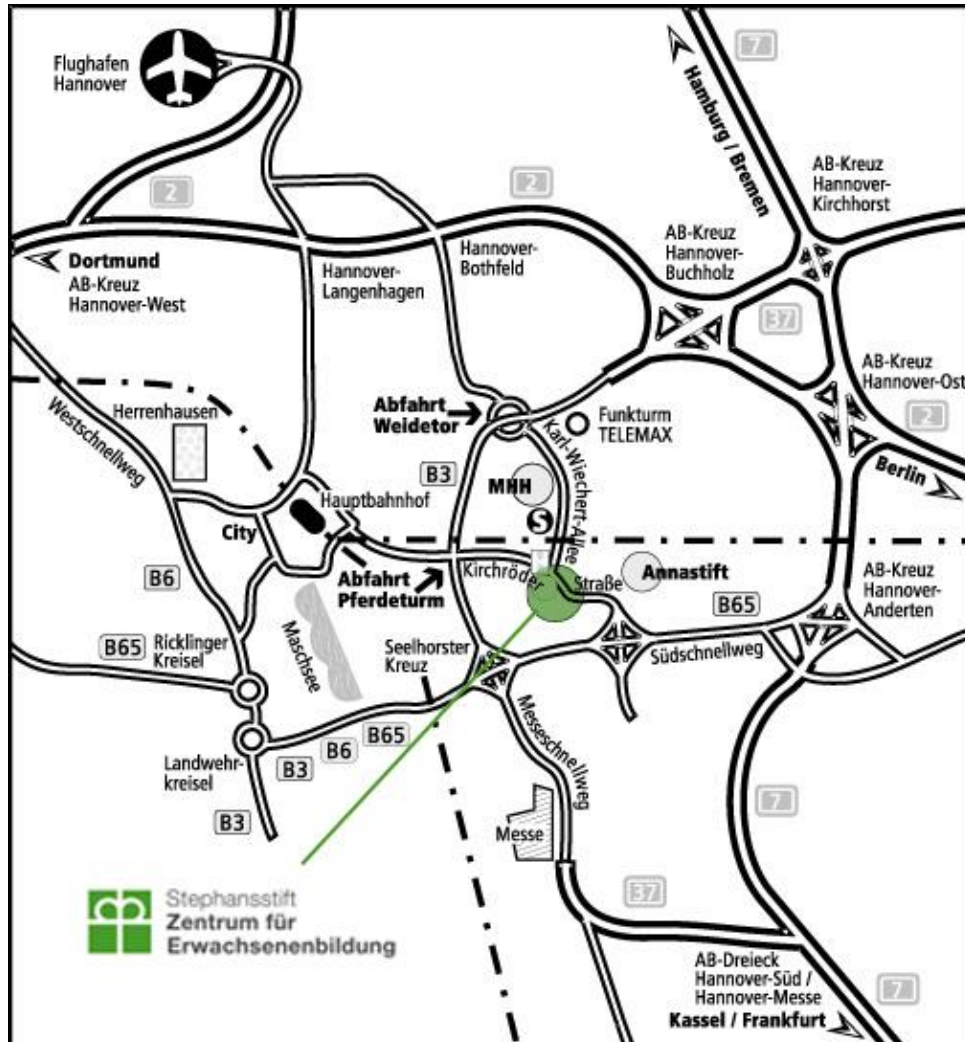 Flughafen
Hannover
7
Hamburg / Bremen
AB-Kreuz
Hannover-
Kirchhorst
2
2
Dortmund
AB-Kreuz
Hannover-West
Hannover-
Langenhagen
Hannover-
Bothfeld
AB-Kreuz
Hannover-
Buchholz
37
AB-Kreuz
Hannover-Ost
2
Berlin
Westschnellweg
Herrenhausen
Abfahrt
Weidetor
Funkturm
TELEMAX
Karl-Wiechert-Allee
B3
MHH
S
Hauptbahnhof
City
Abfahrt
Pferdeturm
Kirchröder
Straße
Annastift
AB-Kreuz
Hannover-
Anderten
B6
B65
B65
Ricklinger
Kreisel
Maschsee
Seelhorster
Kreuz
Südschnellweg
Messeschnellweg
B65
B6
B3
Landwehr-
kreisel
B3
Messe
7
37
Stephansstift
Zentrum für
Erwachsenenbildung
AB-Dreieck
Hannover-Süd /
Hannover-Messe
Kassel / Frankfurt
7